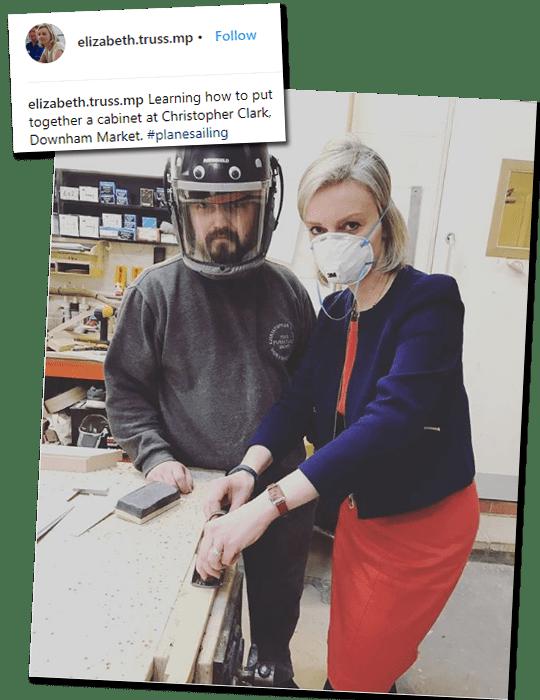 elizabeth.truss.mp • Follow
elizabeth.truss.mp Learning how to put
together a cabinet at Christopher Clark,
Downham Market. #planesailing